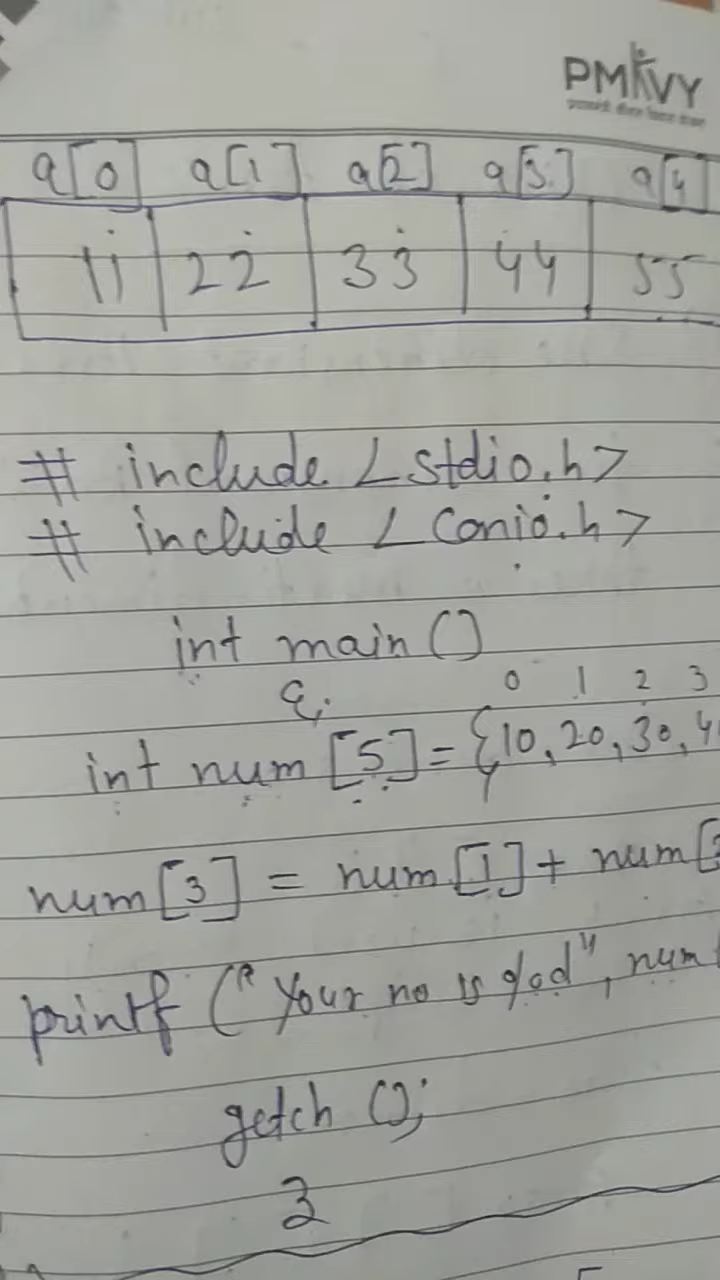 PMKVY
a[0] a[1] a[2] a[3] a[4]
11 22 33 44 55
# include <stdio.h>
# include <conio.h>
int main()
{
0 1 2 3
int num[5]={10,20,30,4
num[3] = num[1]+ num[
printf ("Your no is %d", num
getch ();
}